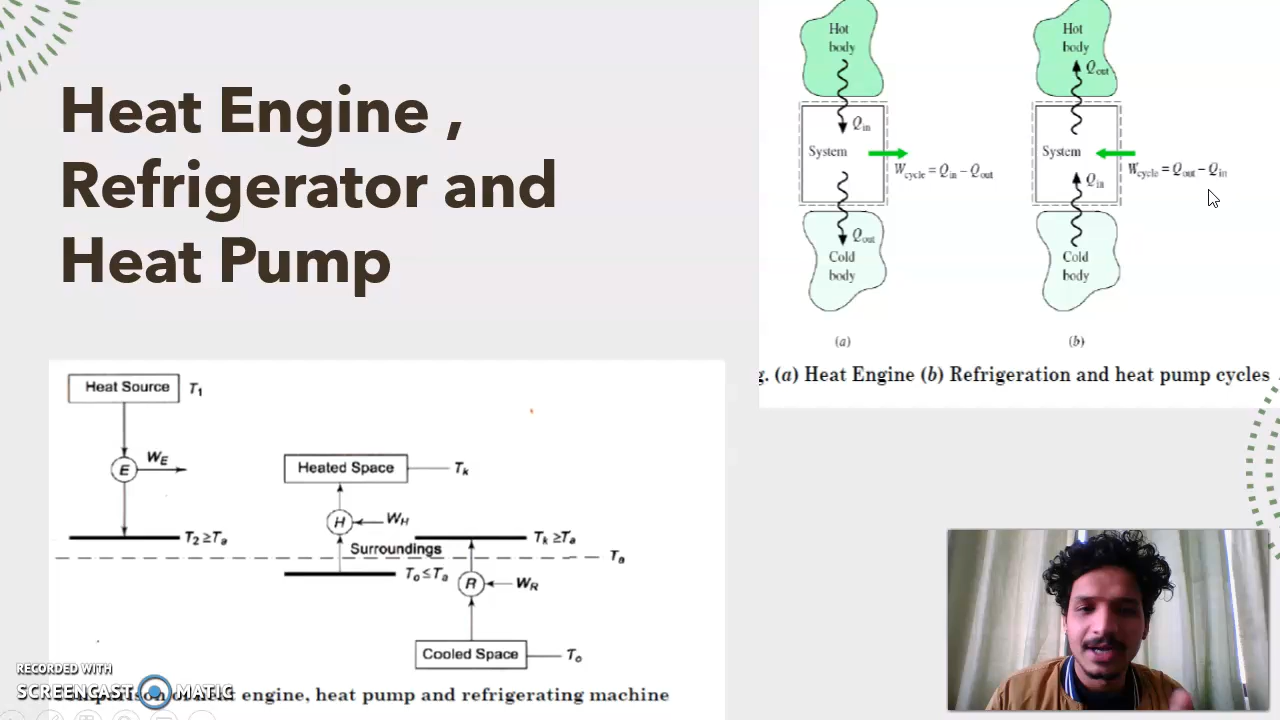 Heat Engine ,
Refrigerator and
Heat Pump
Hot
body
Q_in
System
W_cycle = Q_in − Q_out
Q_out
Cold
body
(a)
Hot
body
Q_out
System
W_cycle = Q_out − Q_in
Q_in
Cold
body
(b)
g. (a) Heat Engine (b) Refrigeration and heat pump cycles
Heat Source T_1
E W_E
T_2 ≥ T_a
Heated Space T_k
H W_H
T_k ≥ T_a
Surroundings
T_a
T_o ≤ T_a
R W_R
Cooled Space T_o
engine, heat pump and refrigerating machine
RECORDED WITH
SCREENCAST MATIC